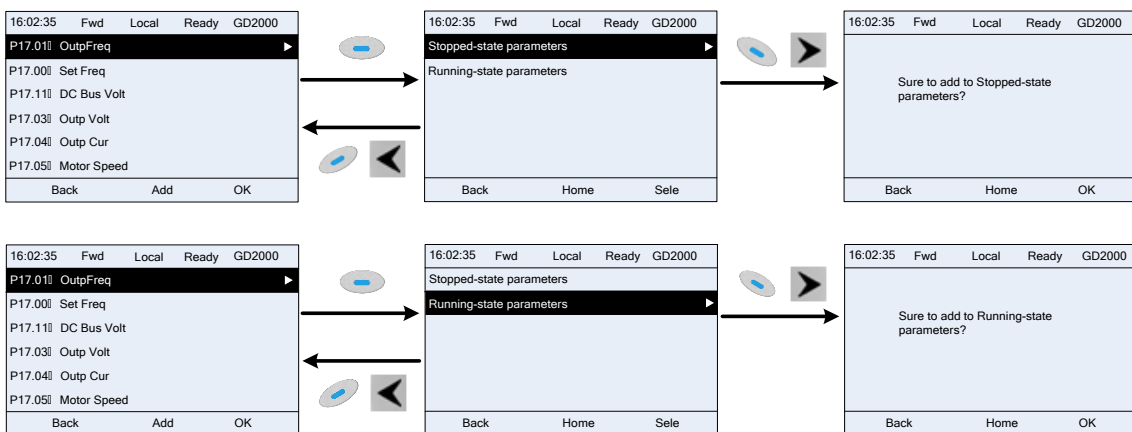 16:02:35 Fwd Local Ready GD2000
P17.01 OutpFreq
P17.00 Set Freq
P17.11 DC Bus Volt
P17.03 Outp Volt
P17.04 Outp Cur
P17.05 Motor Speed
Back Add OK
16:02:35 Fwd Local Ready GD2000
Stopped-state parameters
Running-state parameters
Back Home Sele
16:02:35 Fwd Local Ready GD2000
Sure to add to Stopped-state
parameters?
Back Home OK
16:02:35 Fwd Local Ready GD2000
P17.01 OutpFreq
P17.00 Set Freq
P17.11 DC Bus Volt
P17.03 Outp Volt
P17.04 Outp Cur
P17.05 Motor Speed
Back Add OK
16:02:35 Fwd Local Ready GD2000
Stopped-state parameters
Running-state parameters
Back Home Sele
16:02:35 Fwd Local Ready GD2000
Sure to add to Running-state
parameters?
Back Home OK